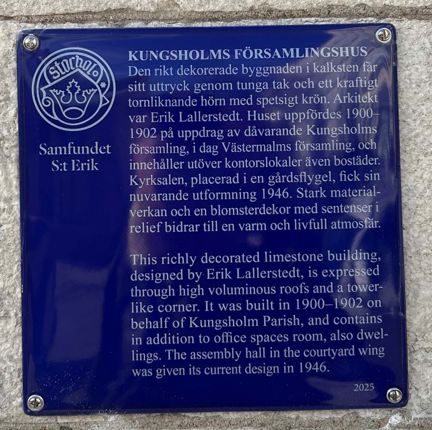 Stochol
Samfundet
S:t Erik
KUNGSHOLMS FÖRSAMLINGSHUS
Den rikt dekorerade byggnaden i kalksten får
sitt uttryck genom tunga tak och ett kraftigt
tornliknande hörn med spetsigt krön. Arkitekt
var Erik Lallerstedt. Huset uppfördes 1900–
1902 på uppdrag av dåvarande Kungsholms
församling, i dag Västermalms församling, och
innehåller utöver kontorslokaler även bostäder.
Kyrksalen, placerad i en gårdsflygel, fick sin
nuvarande utformning 1946. Stark material-
verkan och en blomsterdekor med sentenser i
relief bidrar till en varm och livfull atmosfär.
This richly decorated limestone building,
designed by Erik Lallerstedt, is expressed
through high voluminous roofs and a tower-
like corner. It was built in 1900–1902 on
behalf of Kungsholm Parish, and contains
in addition to office spaces room, also dwel-
lings. The assembly hall in the courtyard wing
was given its current design in 1946.
2025